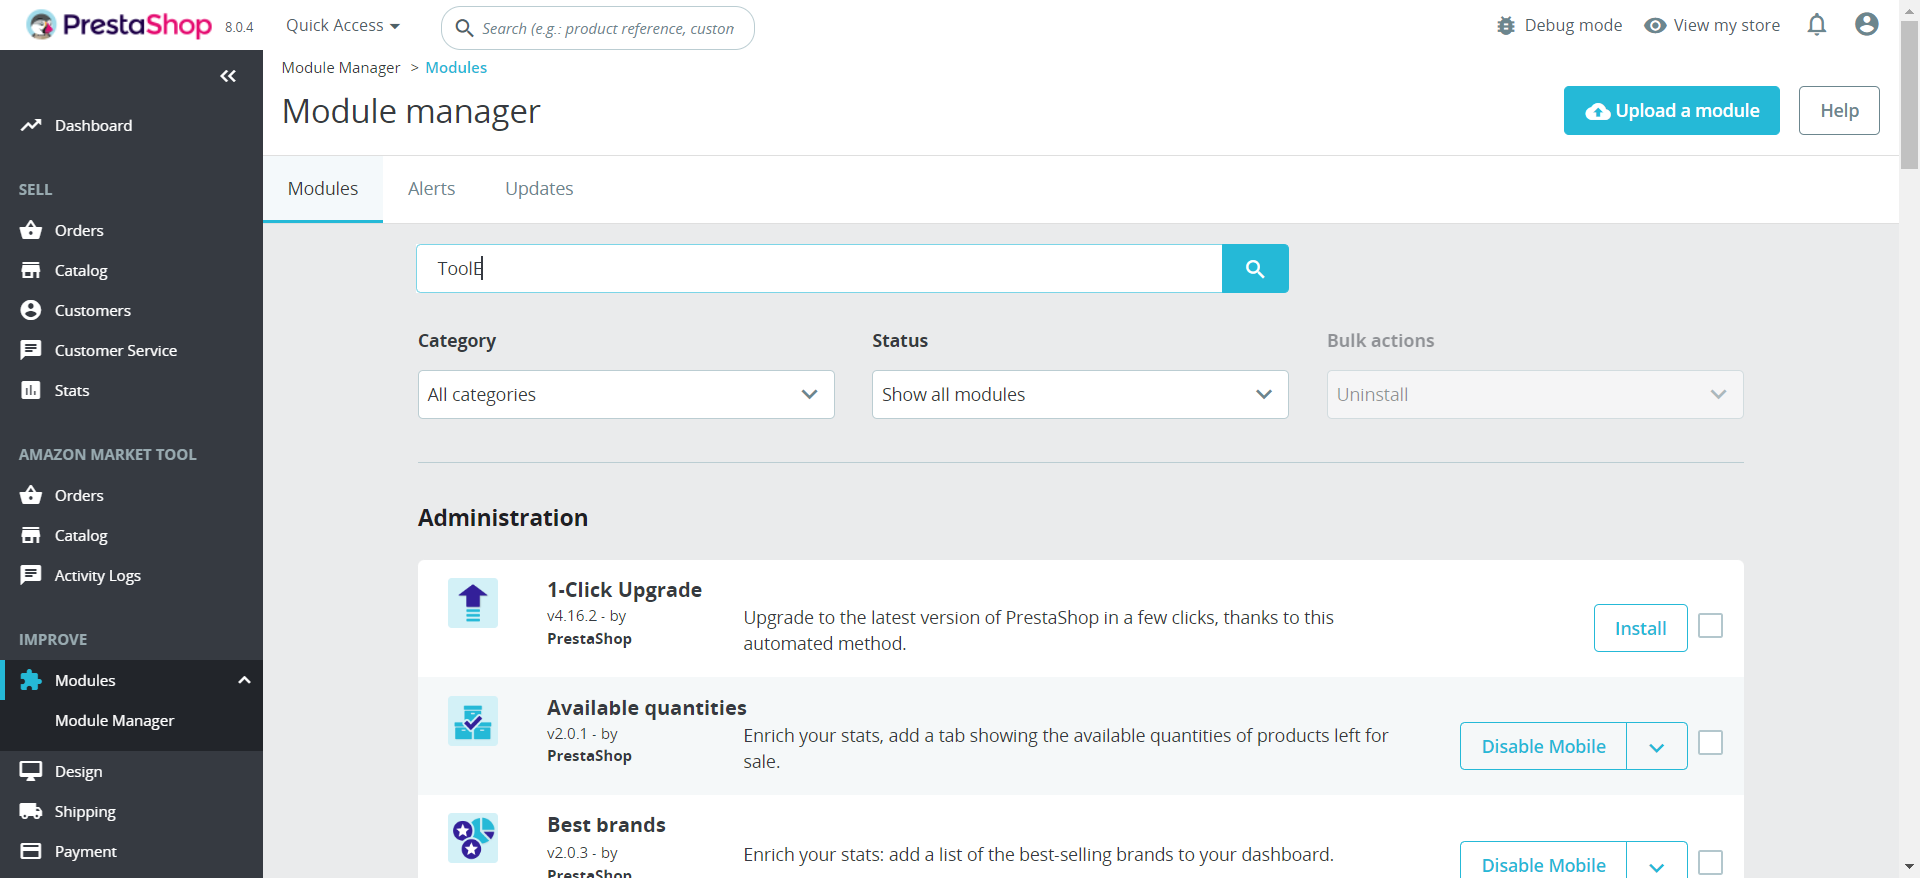 PrestaShop 8.0.4 Quick Access Search (e.g.: product reference, custon Debug mode View my store
Module Manager > Modules
Module manager
Upload a module Help
Dashboard
Modules Alerts Updates
SELL
Orders
Catalog
Customers
Customer Service
Stats
AMAZON MARKET TOOL
Orders
Catalog
Activity Logs
IMPROVE
Modules
Module Manager
Design
Shipping
Payment
ToolE
Category Status Bulk actions
All categories Show all modules Uninstall
Administration
1-Click Upgrade
v4.16.2 - by
PrestaShop
Upgrade to the latest version of PrestaShop in a few clicks, thanks to this
automated method.
Install
Available quantities
v2.0.1 - by
PrestaShop
Enrich your stats, add a tab showing the available quantities of products left for
sale.
Disable Mobile
Best brands
v2.0.3 - by
PrestaShop
Enrich your stats: add a list of the best-selling brands to your dashboard.
Disable Mobile